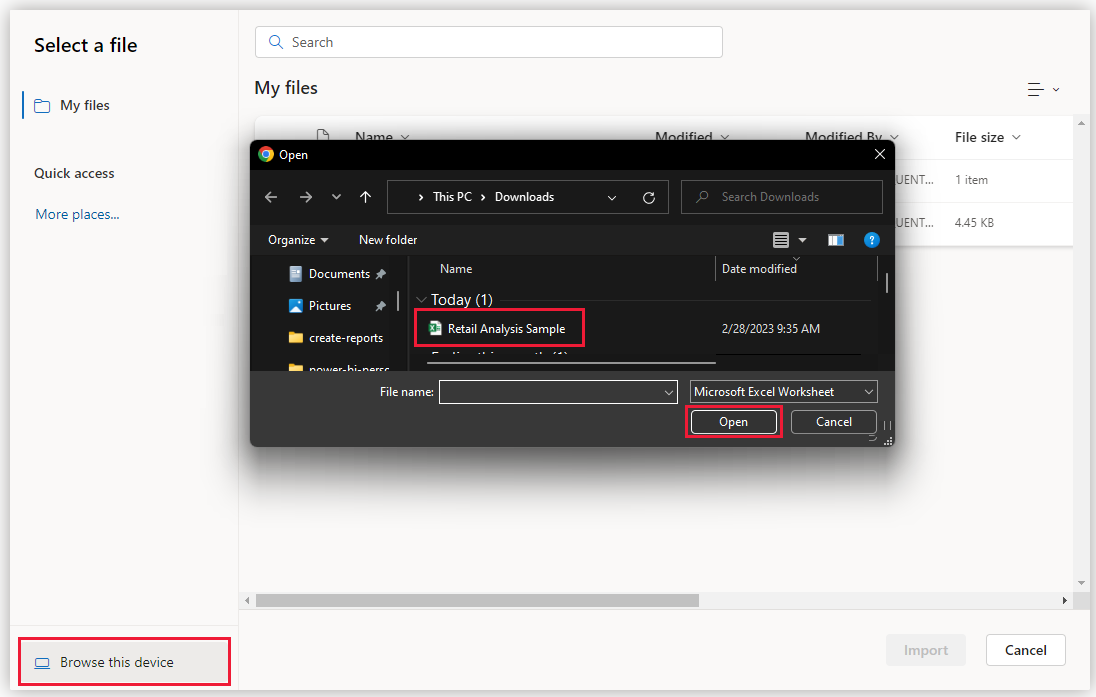 Select a file
My files
Quick access
More places...
Browse this device
Search
My files
Name Modified Modified By File size
UENT... 1 item
UENT... 4.45 KB
Open
This PC Downloads
Search Downloads
Organize New folder
Documents
Pictures
create-reports
power-bi-perso
Name Date modified
Today (1)
Retail Analysis Sample 2/28/2023 9:35 AM
File name: Microsoft Excel Worksheet
Open Cancel
Import Cancel